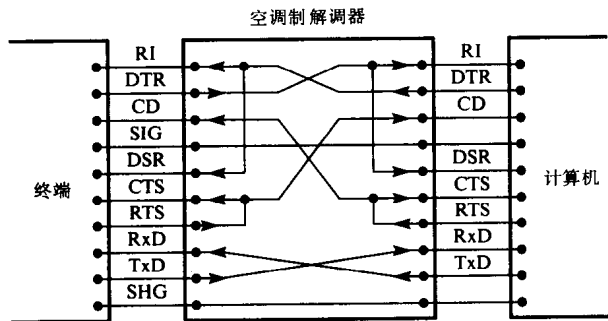 空调制解调器
终端
RI
DTR
CD
SIG
DSR
CTS
RTS
RxD
TxD
SHG
RI
DTR
CD
DSR
CTS
RTS
RxD
TxD
计算机